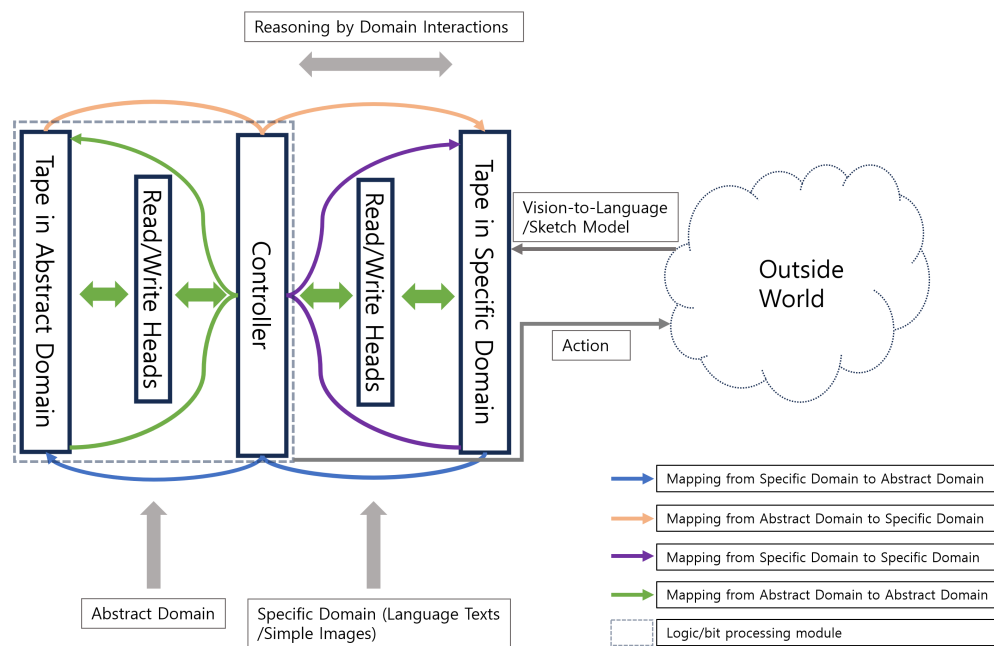 Reasoning by Domain Interactions
Tape in Abstract Domain
Read/Write Heads
Controller
Read/Write Heads
Tape in Specific Domain
Vision-to-Language
/Sketch Model
Outside
World
Action
Mapping from Specific Domain to Abstract Domain
Mapping from Abstract Domain to Specific Domain
Mapping from Specific Domain to Specific Domain
Mapping from Abstract Domain to Abstract Domain
Logic/bit processing module
Abstract Domain
Specific Domain (Language Texts
/Simple Images)